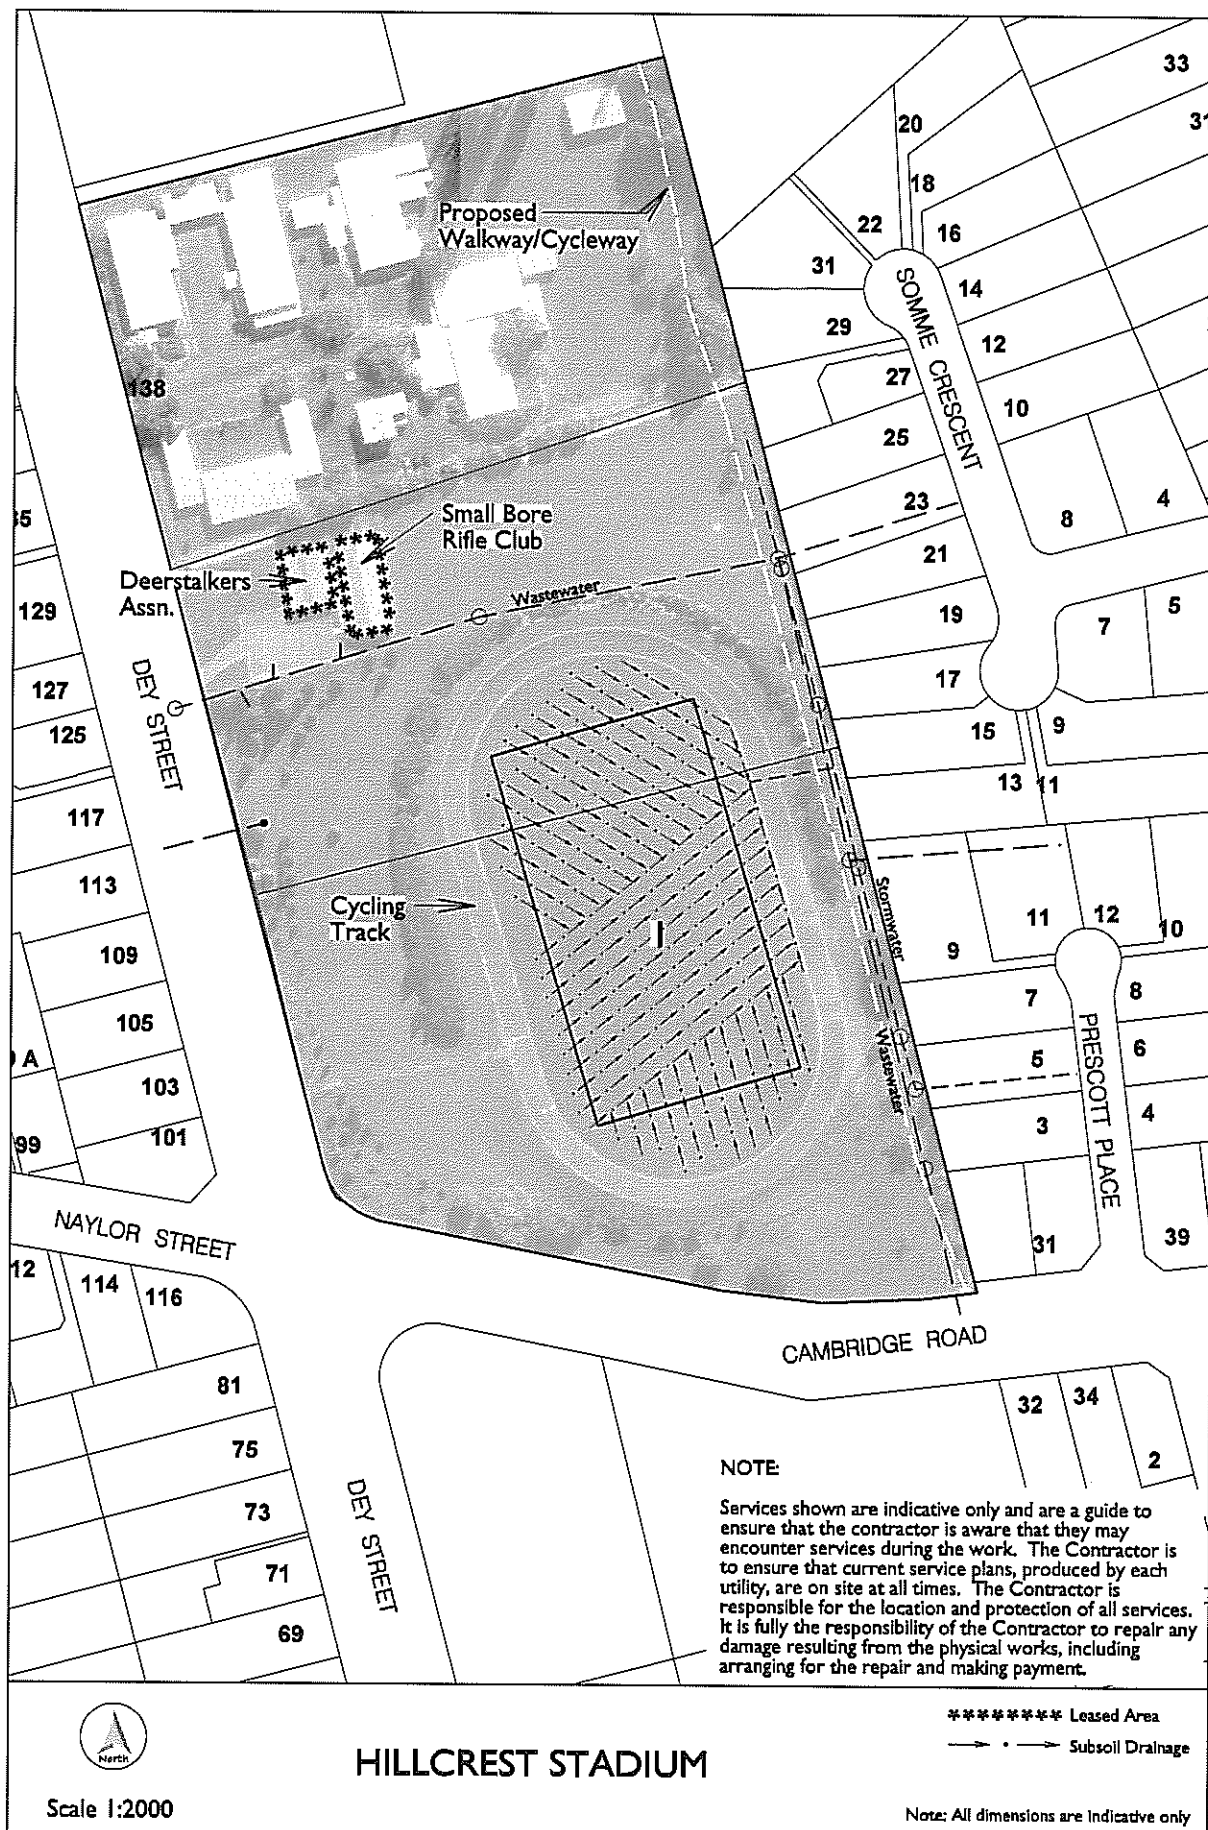 33
31
20
18
22
16
Proposed
Walkway/Cycleway
31
SOMME CRESCENT
14
29
12
27
138
10
25
23
4
8
Small Bore
Rifle Club
21
Deerstalkers
Assn.
Wastewater
129
19
7
5
127
17
DEY STREET
125
15
9
13
11
117
113
Stormwater
Cycling
Track
1
11
12
10
9
109
7
8
105
PRESCOTT PLACE
5
6
A
103
Wastewater
3
4
99
101
NAYLOR STREET
31
39
12
114
116
CAMBRIDGE ROAD
81
32
34
75
2
NOTE:
DEY STREET
73
Services shown are indicative only and are a guide to
ensure that the contractor is aware that they may
encounter services during the work. The Contractor is
to ensure that current service plans, produced by each
utility, are on site at all times. The Contractor is
responsible for the location and protection of all services.
It is fully the responsibility of the Contractor to repair any
damage resulting from the physical works, including
arranging for the repair and making payment.
71
69
North
Scale 1:2000
HILLCREST STADIUM
Leased Area
Subsoil Drainage
Note: All dimensions are indicative only